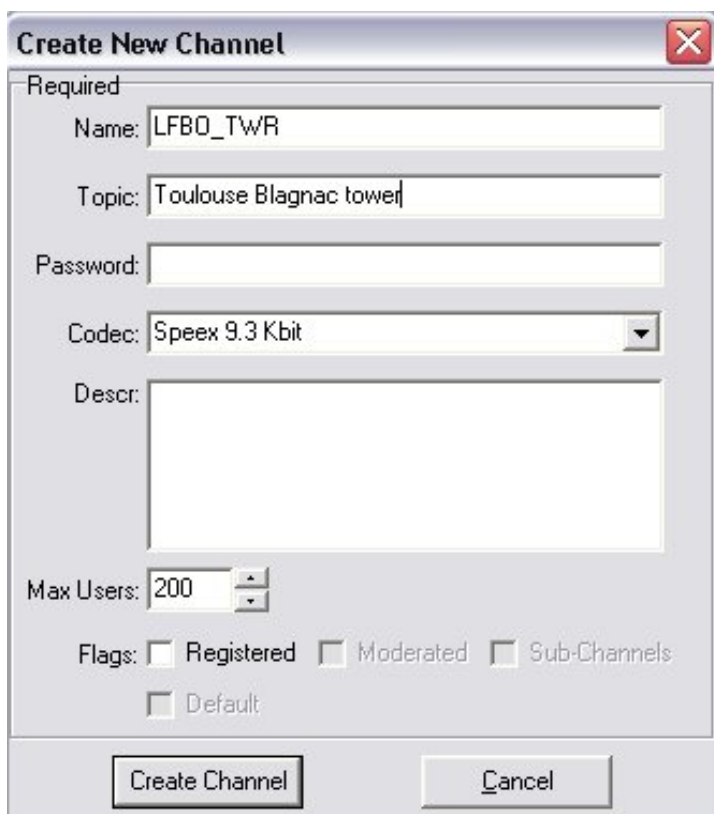 Create New Channel
Required
Name: LFBO_TWR
Topic: Toulouse Blagnac tower
Password:
Codec: Speex 9.3 Kbit
Descr:
Max Users: 200
Flags: Registered Moderated Sub-Channels
Default
Create Channel Cancel